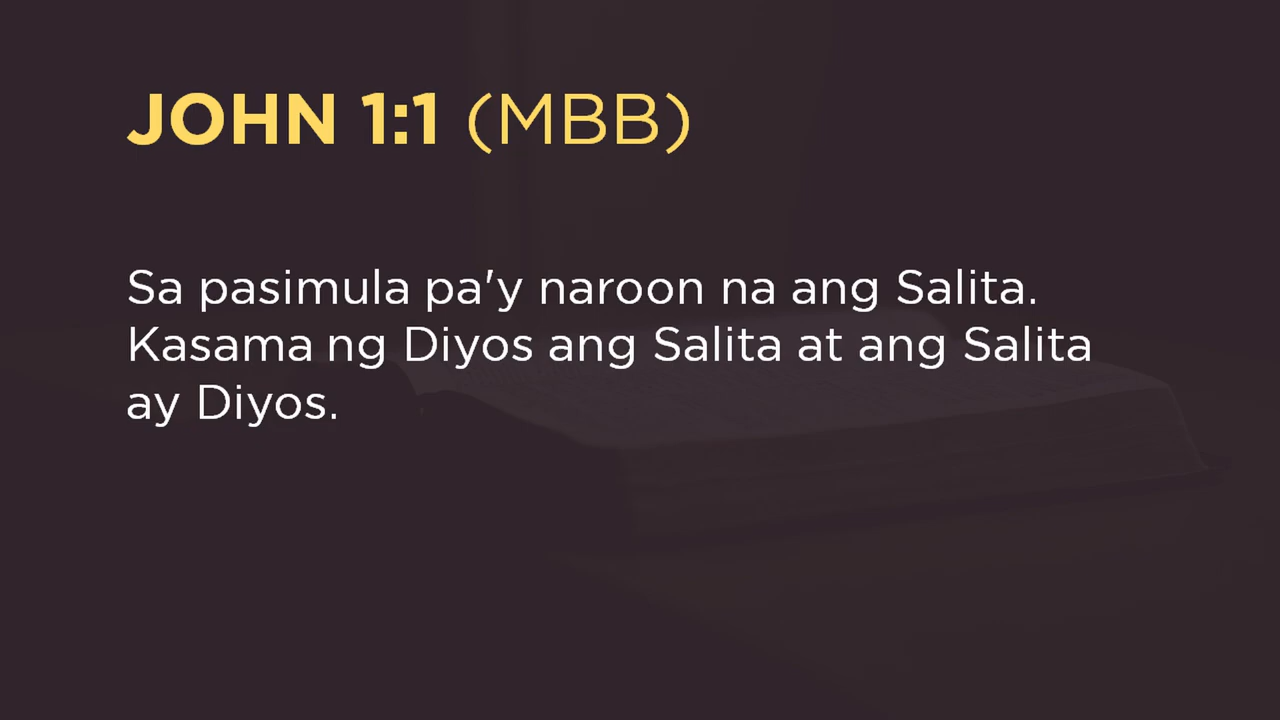 JOHN 1:1 (MBB)
Sa pasimula pa'y naroon na ang Salita.
Kasama ng Diyos ang Salita at ang Salita
ay Diyos.